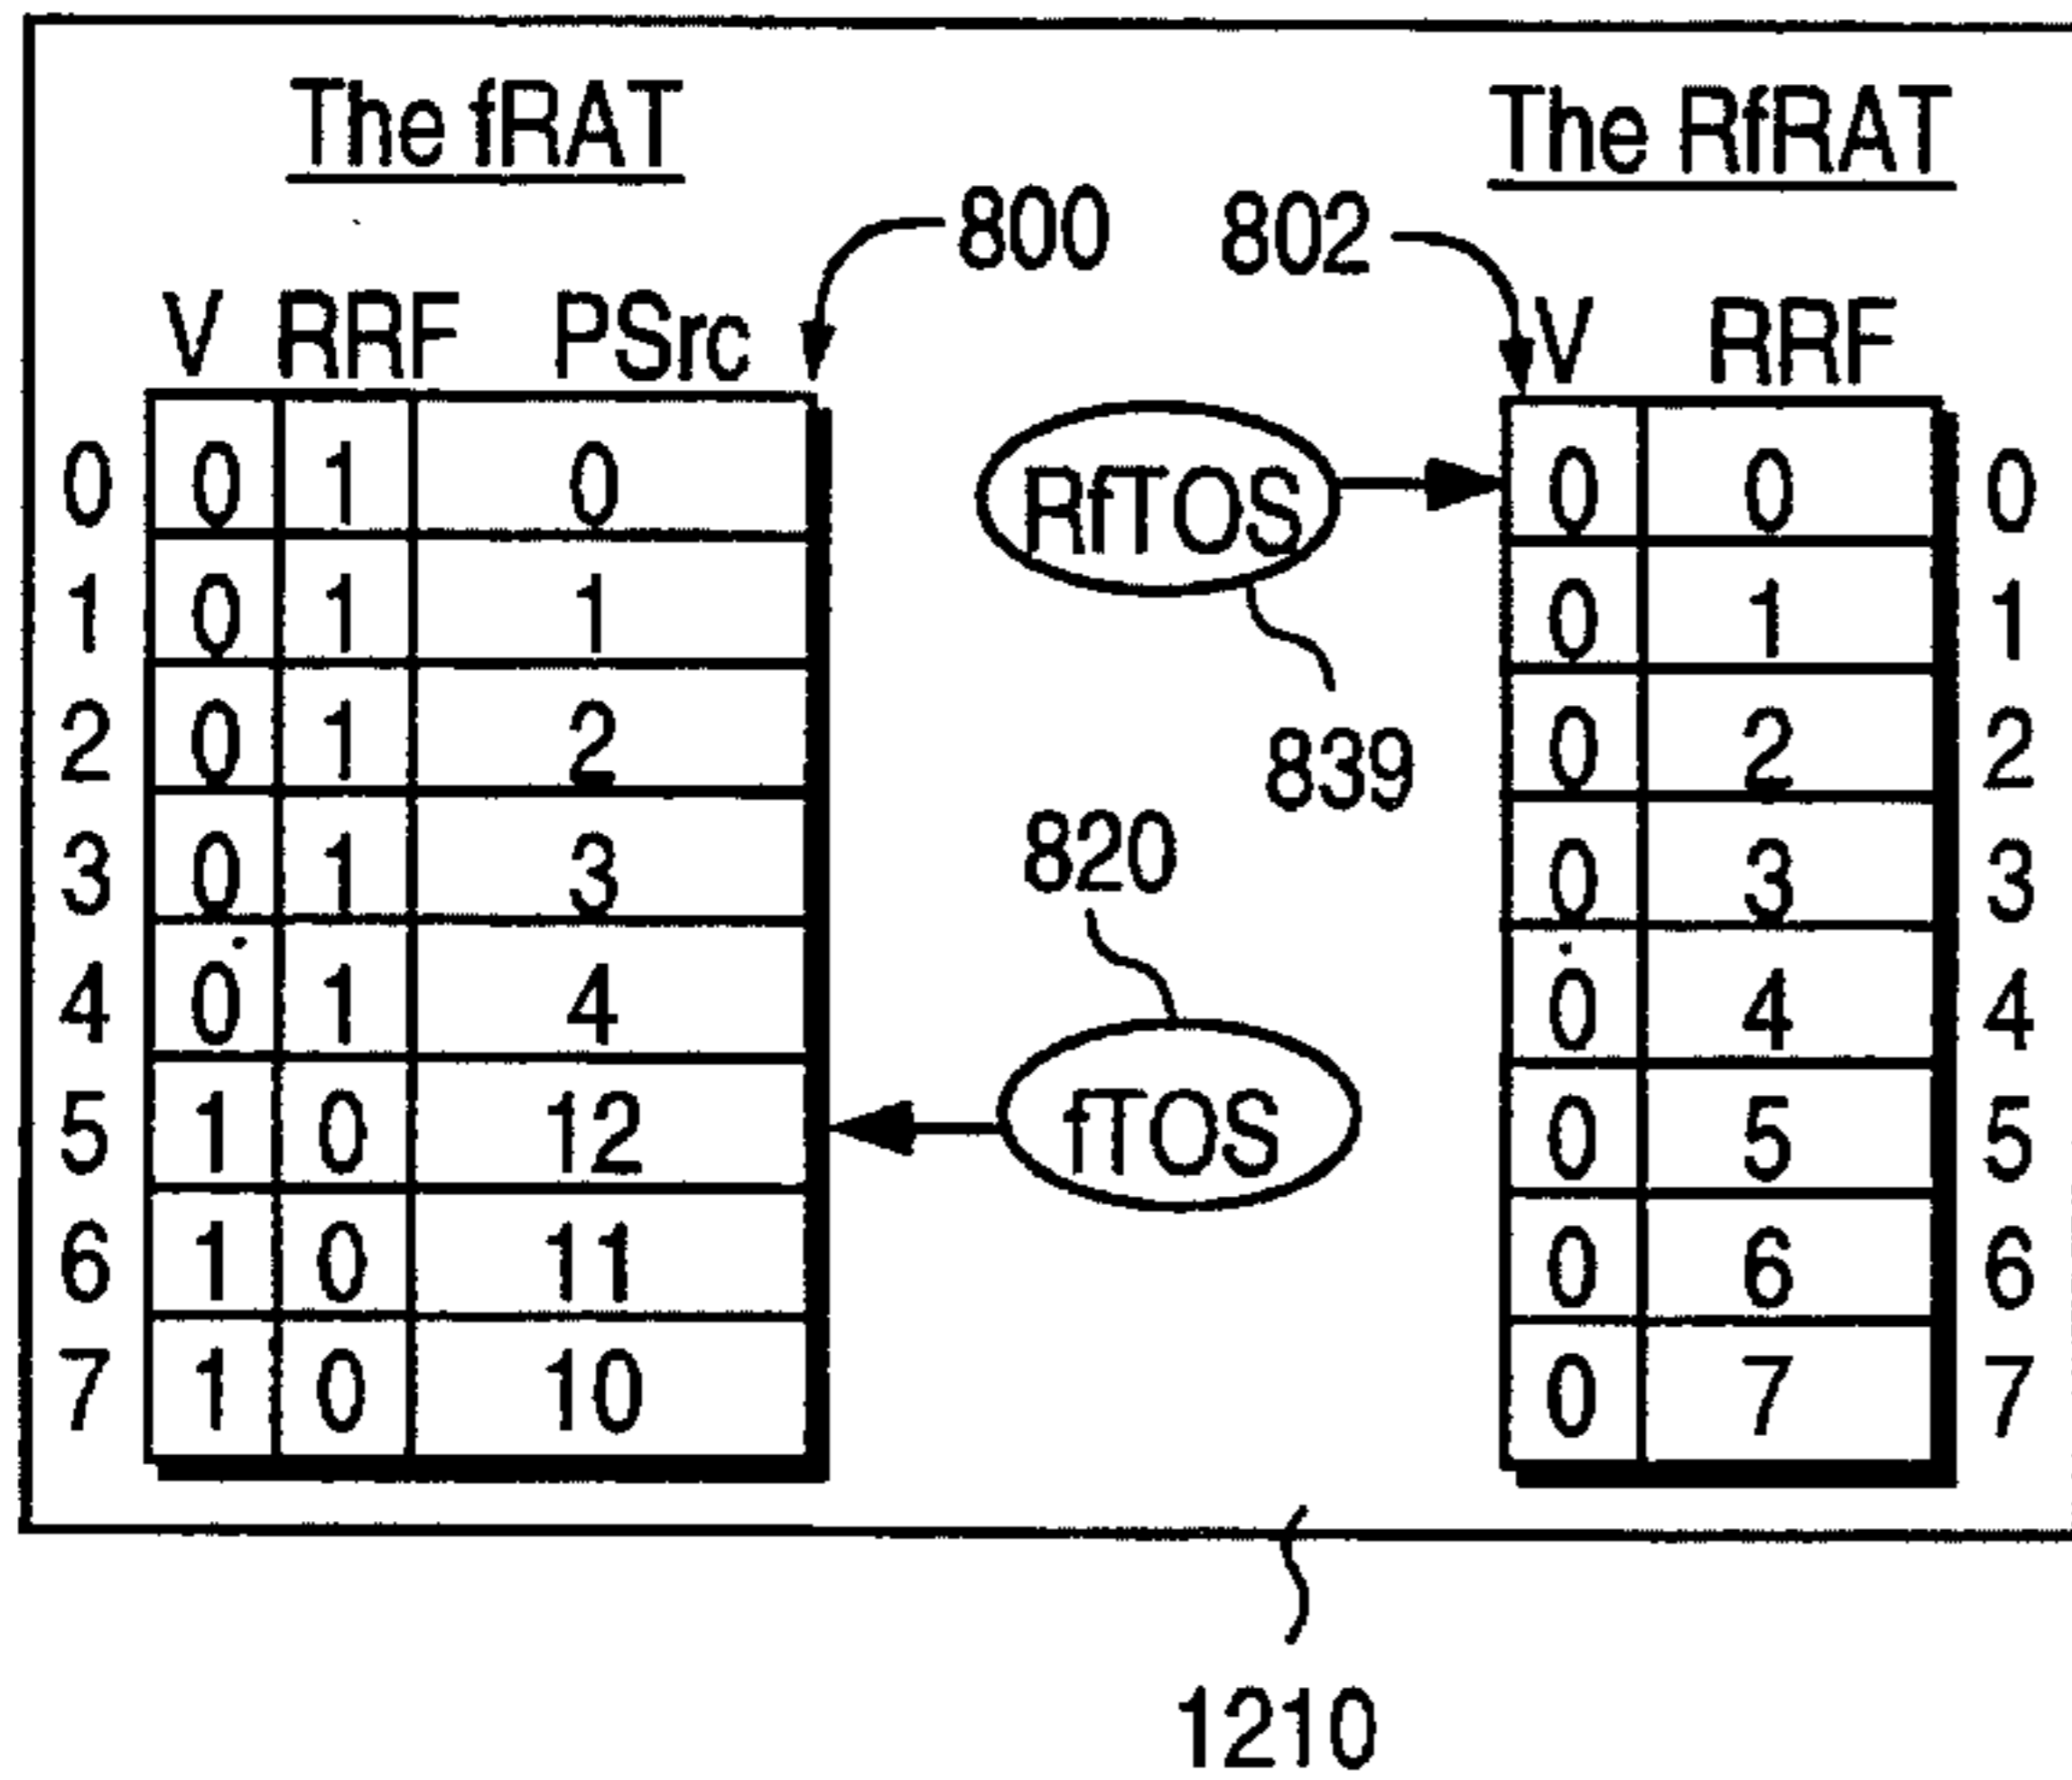 The fRAT
The RfRAT
800
802
V RRF PSrc
V RRF
0 0 1 0
RfTOS
0 0 0
1 0 1 1
0 1 1
2 0 1 2
839
0 2 2
3 0 1 3
820
0 3 3
4 0 1 4
0 4 4
5 1 0 12
fTOS
0 5 5
6 1 0 11
0 6 6
7 1 0 10
0 7 7
1210